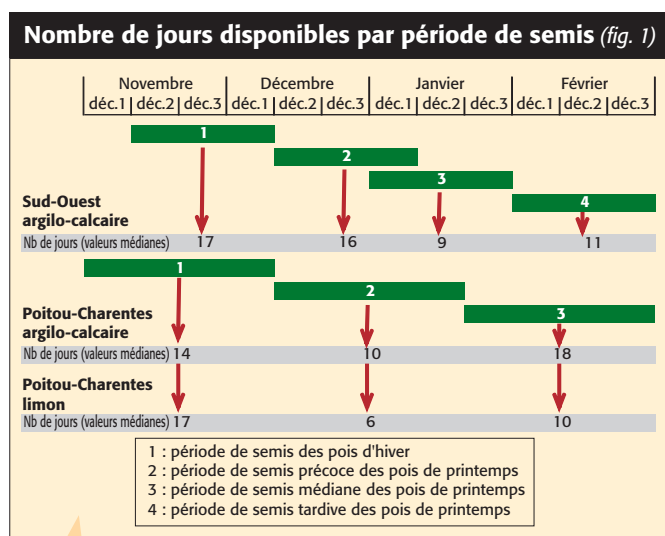 Nombre de jours disponibles par période de semis (fig. 1)
Novembre Décembre Janvier Février
déc.1 déc.2 déc.3 déc.1 déc.2 déc.3 déc.1 déc.2 déc.3 déc.1 déc.2 déc.3
1
2
3
4
Sud-Ouest
argilo-calcaire
Nb de jours (valeurs médianes) 17 16 9 11
1
2
3
Poitou-Charentes
argilo-calcaire
Nb de jours (valeurs médianes) 14 10 18
Poitou-Charentes
limon
Nb de jours (valeurs médianes) 17 6 10
1 : période de semis des pois d'hiver
2 : période de semis précoce des pois de printemps
3 : période de semis médiane des pois de printemps
4 : période de semis tardive des pois de printemps